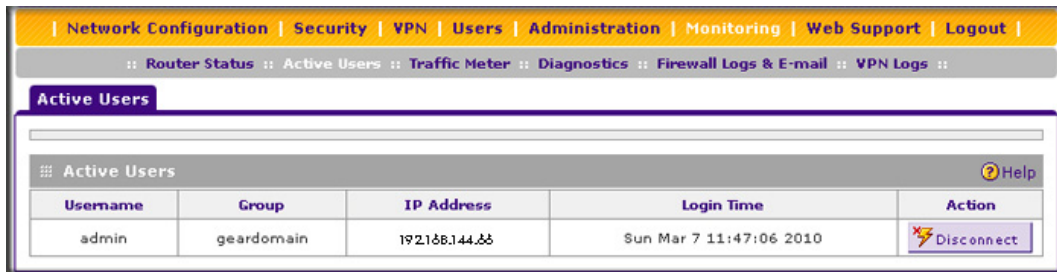 | Network Configuration | Security | VPN | Users | Administration | Monitoring | Web Support | Logout |
:: Router Status :: Active Users :: Traffic Meter :: Diagnostics :: Firewall Logs & E-mail :: VPN Logs ::
Active Users
Active Users ? Help
Username Group IP Address Login Time Action
admin geardomain 192.168.144.66 Sun Mar 7 11:47:06 2010 Disconnect